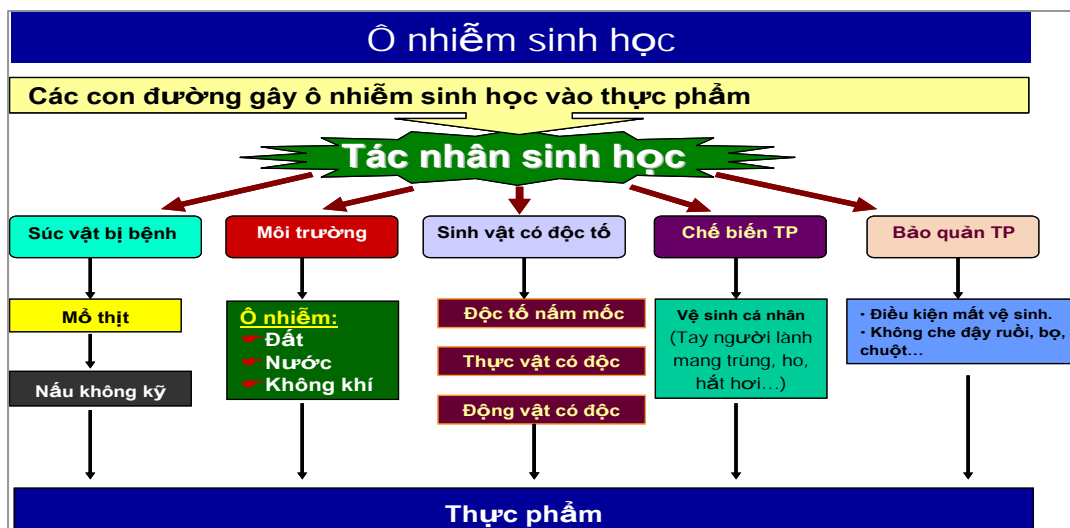 Ô nhiễm sinh học
Các con đường gây ô nhiễm sinh học vào thực phẩm
Tác nhân sinh học
Súc vật bị bệnh
Mổ thịt
Nấu không kỹ
Môi trường
Ô nhiễm:
Đất
Nước
Không khí
Sinh vật có độc tố
Độc tố nấm mốc
Thực vật có độc
Động vật có độc
Chế biến TP
Vệ sinh cá nhân
(Tay người lành
mang trùng, ho,
hắt hơi...)
Bảo quản TP
- Điều kiện mất vệ sinh.
- Không che đậy ruồi, bọ,
chuột...
Thực phẩm